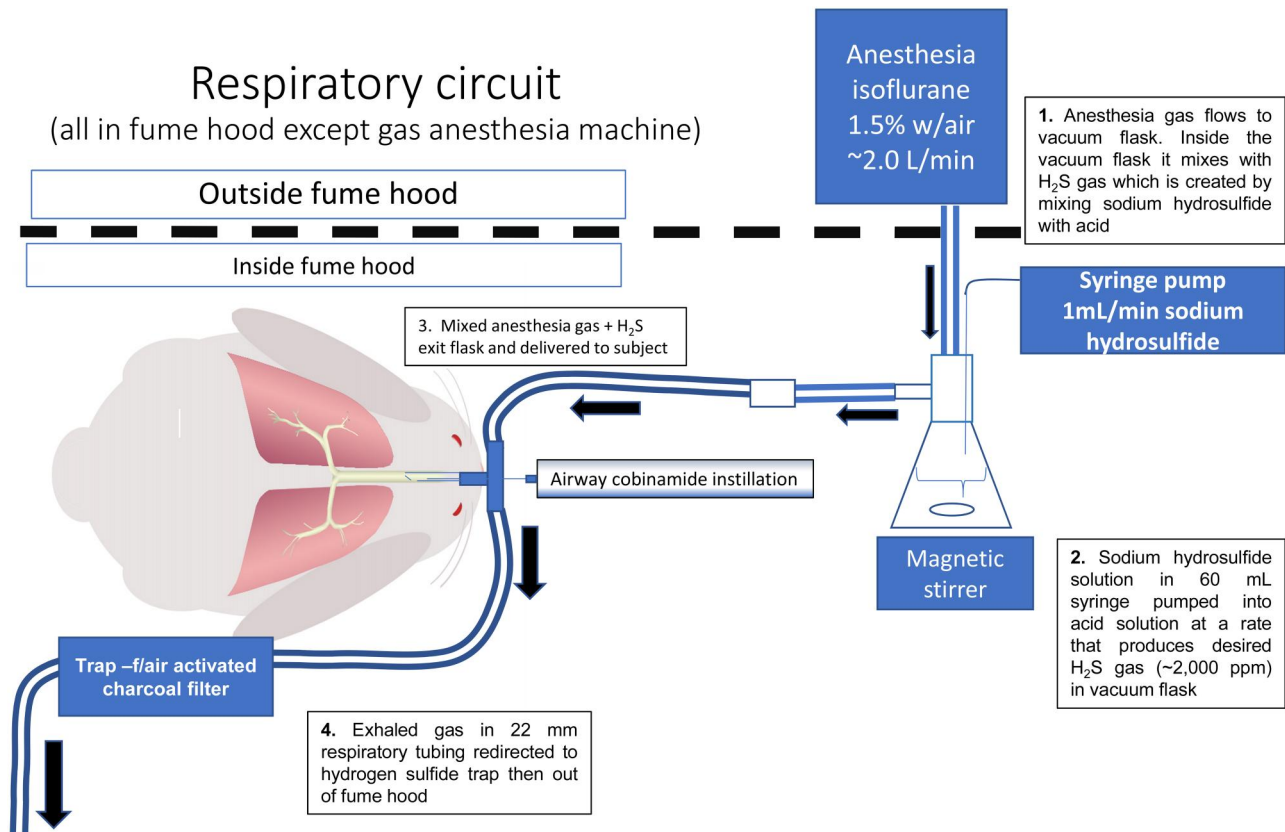 Respiratory circuit
(all in fume hood except gas anesthesia machine)
Outside fume hood
Inside fume hood
Anesthesia
isoflurane
1.5% w/air
~2.0 L/min
1. Anesthesia gas flows to
vacuum flask. Inside the
vacuum flask it mixes with
H₂S gas which is created by
mixing sodium hydrosulfide
with acid
Syringe pump
1mL/min sodium
hydrosulfide
3. Mixed anesthesia gas + H₂S
exit flask and delivered to subject
Airway cobinamide instillation
Magnetic
stirrer
2. Sodium hydrosulfide
solution in 60 mL
syringe pumped into
acid solution at a rate
that produces desired
H₂S gas (~2,000 ppm)
in vacuum flask
Trap –f/air activated
charcoal filter
4. Exhaled gas in 22 mm
respiratory tubing redirected to
hydrogen sulfide trap then out
of fume hood